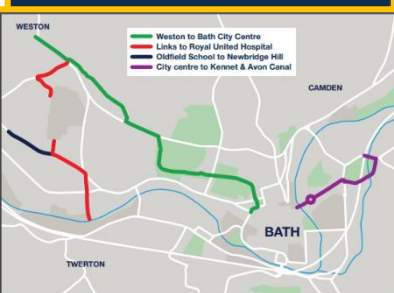 WESTON
Weston to Bath City Centre
Links to Royal United Hospital
Oldfield School to Newbridge Hill
City centre to Kennet & Avon Canal
CAMDEN
BATH
TWERTON